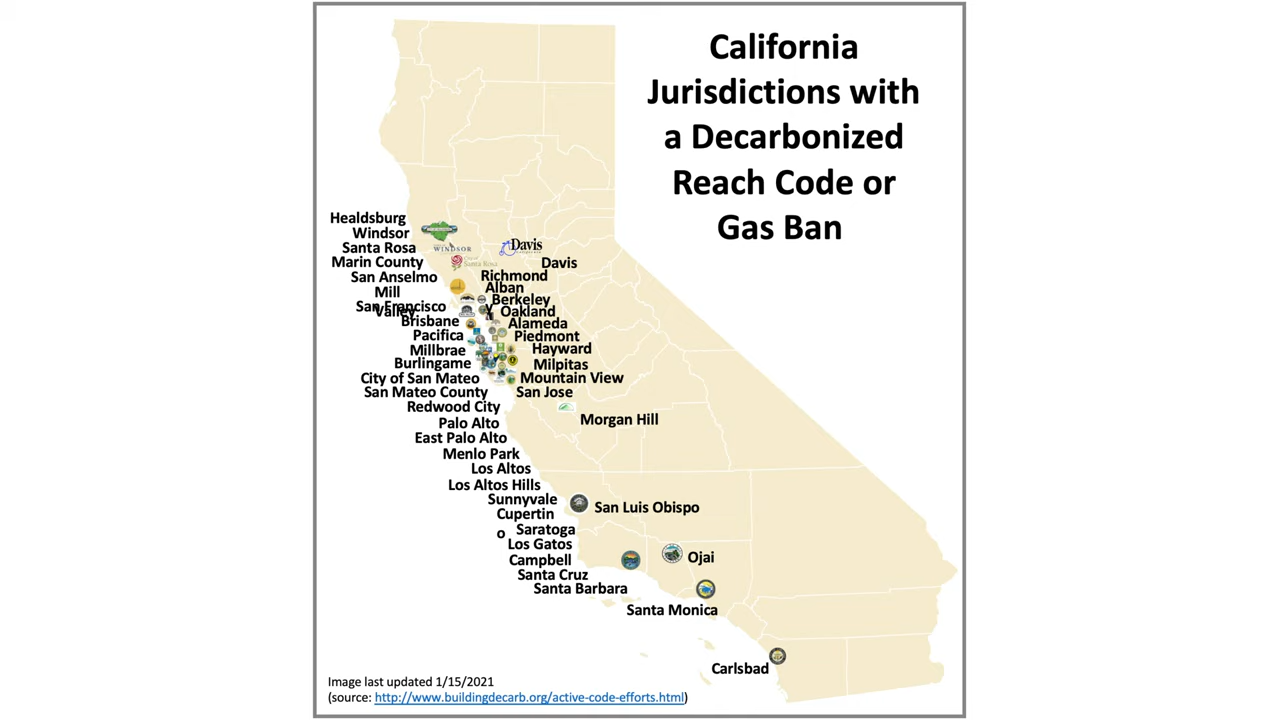 California
Jurisdictions with
a Decarbonized
Reach Code or
Gas Ban
Healdsburg
Windsor
Santa Rosa
Marin County
San Anselmo
Mill
Valley
San Francisco
Brisbane
Pacifica
Millbrae
Burlingame
City of San Mateo
San Mateo County
Redwood City
Palo Alto
East Palo Alto
Menlo Park
Los Altos
Los Altos Hills
Sunnyvale
Cupertin
o
Saratoga
Los Gatos
Campbell
Santa Cruz
Santa Barbara
WINDSOR
Santa Rosa
Davis
Davis
Richmond
Alban
y
Berkeley
Oakland
Alameda
Piedmont
Hayward
Milpitas
Mountain View
San Jose
Morgan Hill
San Luis Obispo
Ojai
Santa Monica
Carlsbad
Image last updated 1/15/2021
(source: http://www.buildingdecarb.org/active-code-efforts.html)